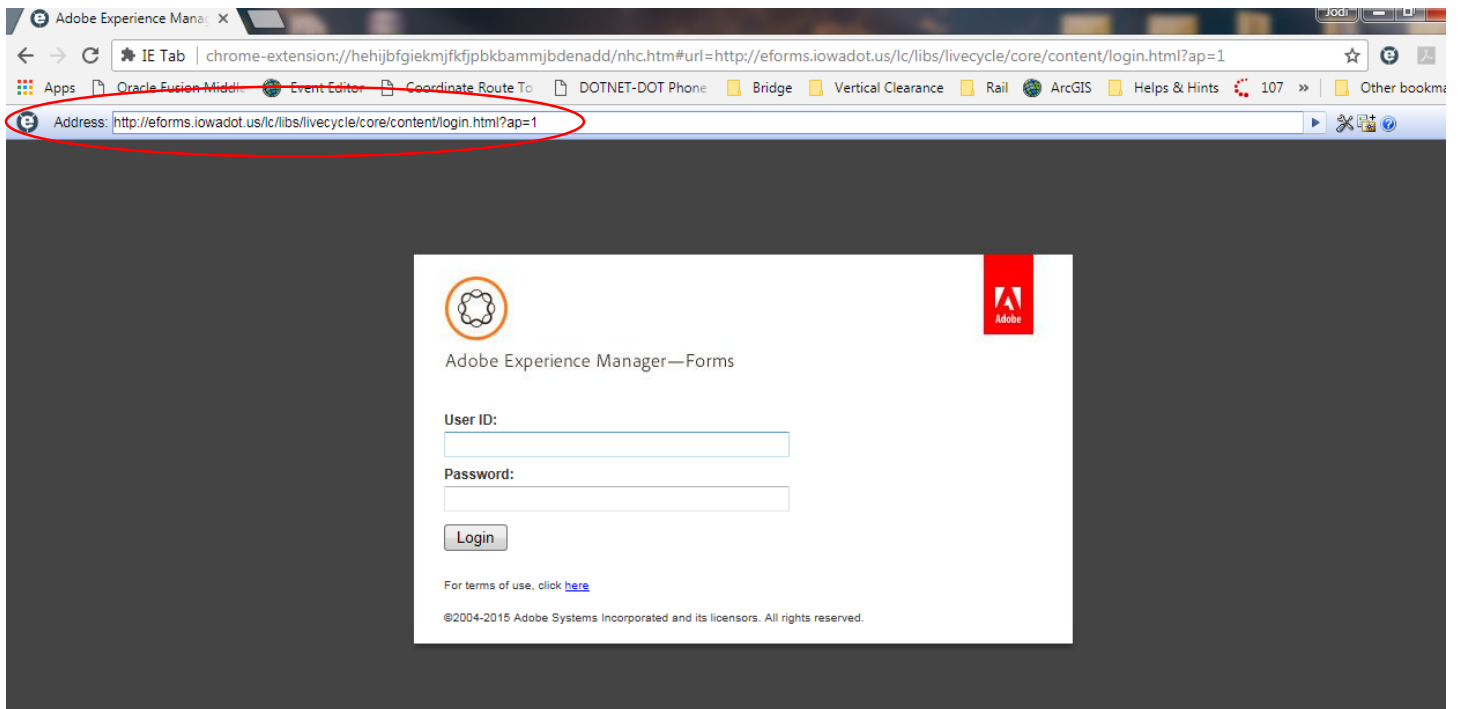 Adobe Experience Mana
Jodi
IE Tab | chrome-extension://hehijbfgiekmjfkfjpbkbammjbdenadd/nhc.htm#url=http://eforms.iowadot.us/lc/libs/livecycle/core/content/login.html?ap=1
Apps Oracle Fusion Middle Event Editor Coordinate Route To DOTNET-DOT Phone Bridge Vertical Clearance Rail ArcGIS Helps & Hints 107 » Other bookma
Address: http://eforms.iowadot.us/lc/libs/livecycle/core/content/login.html?ap=1
Adobe
Adobe Experience Manager—Forms
User ID:
Password:
Login
For terms of use, click here
©2004-2015 Adobe Systems Incorporated and its licensors. All rights reserved.